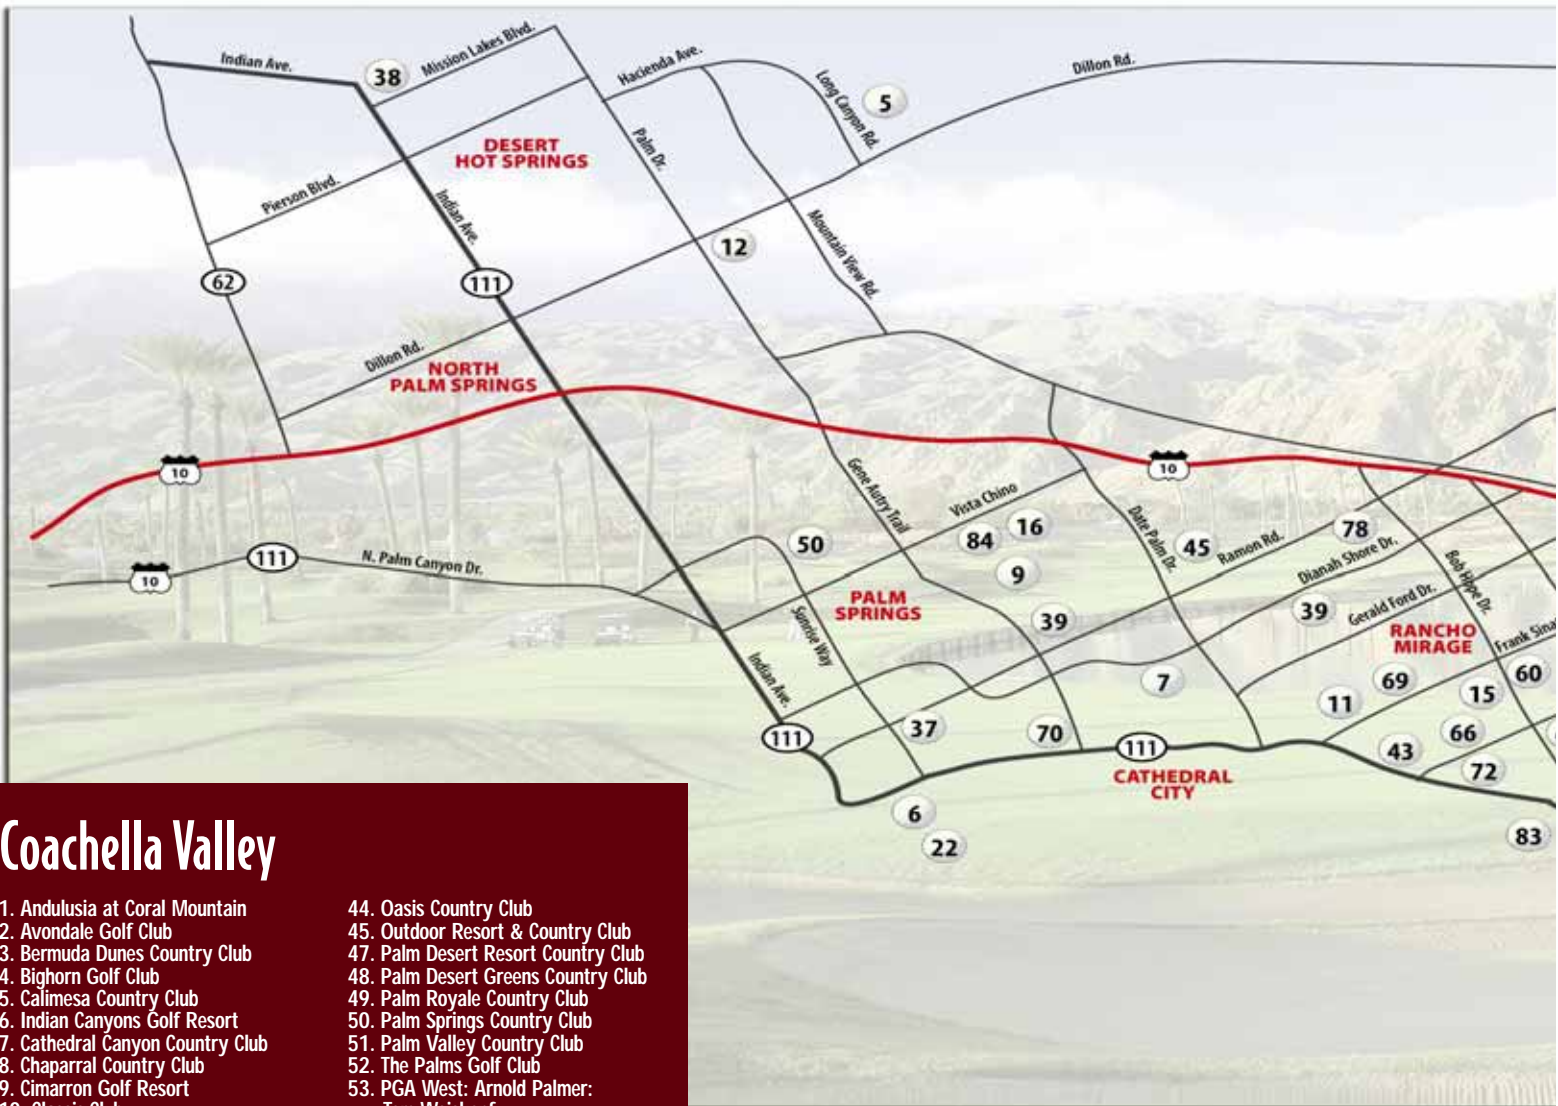 Indian Ave.
38
Mission Lakes Blvd.
Hacienda Ave.
Long Canyon Rd.
5
Dillon Rd.
DESERT
HOT SPRINGS
Palm Dr.
Pierson Blvd.
Indian Ave.
12
Mountain View Rd.
62
111
Dillon Rd.
NORTH
PALM SPRINGS
10
10
Gene Autry Trail
Vista Chino
84
16
Date Palm Dr.
45
Ramon Rd.
78
Dianah Shore Dr.
Bob Hope Dr.
50
111
N. Palm Canyon Dr.
10
9
PALM
SPRINGS
Sunrise Way
39
39
Gerald Ford Dr.
RANCHO
MIRAGE
Indian Ave.
7
69
60
15
11
37
70
66
111
111
43
72
CATHEDRAL
CITY
6
22
83
Coachella Valley
1. Andulusia at Coral Mountain
2. Avondale Golf Club
3. Bermuda Dunes Country Club
4. Bighorn Golf Club
5. Calimesa Country Club
6. Indian Canyons Golf Resort
7. Cathedral Canyon Country Club
8. Chaparral Country Club
9. Cimarron Golf Resort
44. Oasis Country Club
45. Outdoor Resort & Country Club
47. Palm Desert Resort Country Club
48. Palm Desert Greens Country Club
49. Palm Royale Country Club
50. Palm Springs Country Club
51. Palm Valley Country Club
52. The Palms Golf Club
53. PGA West: Arnold Palmer: